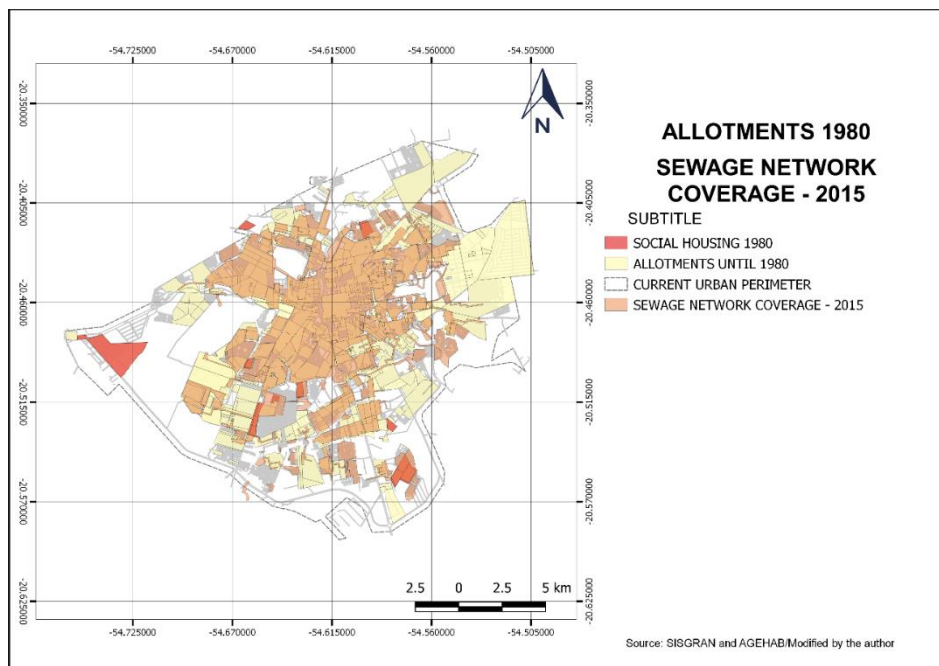 -54.725000 -54.670000 -54.615000 -54.560000 -54.505000
-20.350000 -20.350000
N
ALLOTMENTS 1980
SEWAGE NETWORK
COVERAGE - 2015
-20.405000 -20.405000
SUBTITLE
SOCIAL HOUSING 1980
ALLOTMENTS UNTIL 1980
CURRENT URBAN PERIMETER
SEWAGE NETWORK COVERAGE - 2015
-20.460000 -20.460000
-20.515000 -20.515000
-20.570000 -20.570000
2.5 0 2.5 5 km
-20.625000 -20.625000
-54.725000 -54.670000 -54.615000 -54.560000 -54.505000
Source: SISGRAN and AGEHAB/Modified by the author